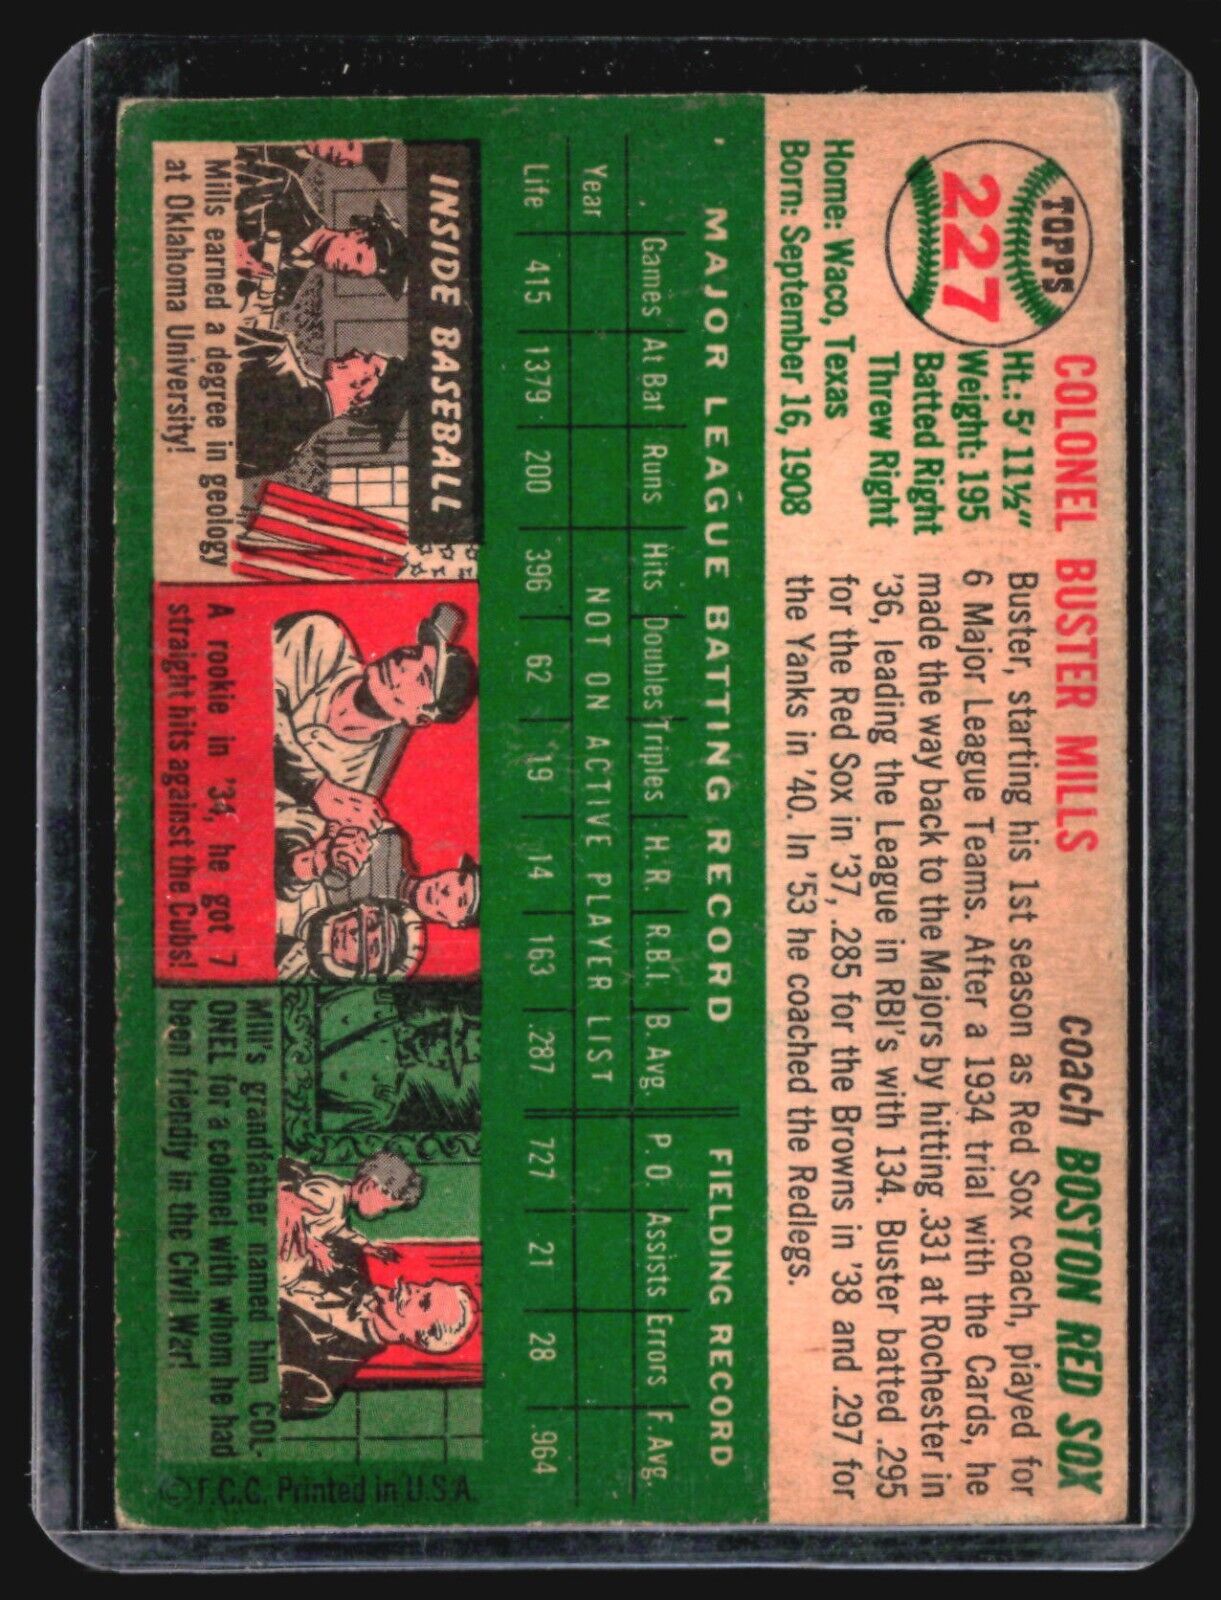 TOPPS
227
COLONEL BUSTER MILLS
coach BOSTON RED SOX
Ht.: 5' 11½"
Weight: 195
Batted Right
Threw Right
Home: Waco, Texas
Born: September 16, 1908
Buster, starting his 1st season as Red Sox coach, played for
6 Major League Teams. After a 1934 trial with the Cards, he
made the way back to the Majors by hitting .331 at Rochester in
'36, leading the League in RBI's with 134. Buster batted .295
for the Red Sox in '37, .285 for the Browns in '38 and .297 for
the Yanks in '40. In '53 he coached the Redlegs.
MAJOR LEAGUE BATTING RECORD FIELDING RECORD
Games At Bat Runs Hits Doubles Triples H.R. R.B.I. B. Avg. P.O. Assists Errors F. Avg.
Year NOT ON ACTIVE PLAYER LIST
Life 415 1379 200 396 62 19 14 163 .287 727 21 28 .964
INSIDE BASEBALL
Mills earned a degree in geology
at Oklahoma University!
A rookie in '34, he got 7
straight hits against the Cubs!
Mill's grandfather named him COL-
ONEL for a colonel with whom he had
been friendly in the Civil War!
©T.C.G. Printed in U.S.A.